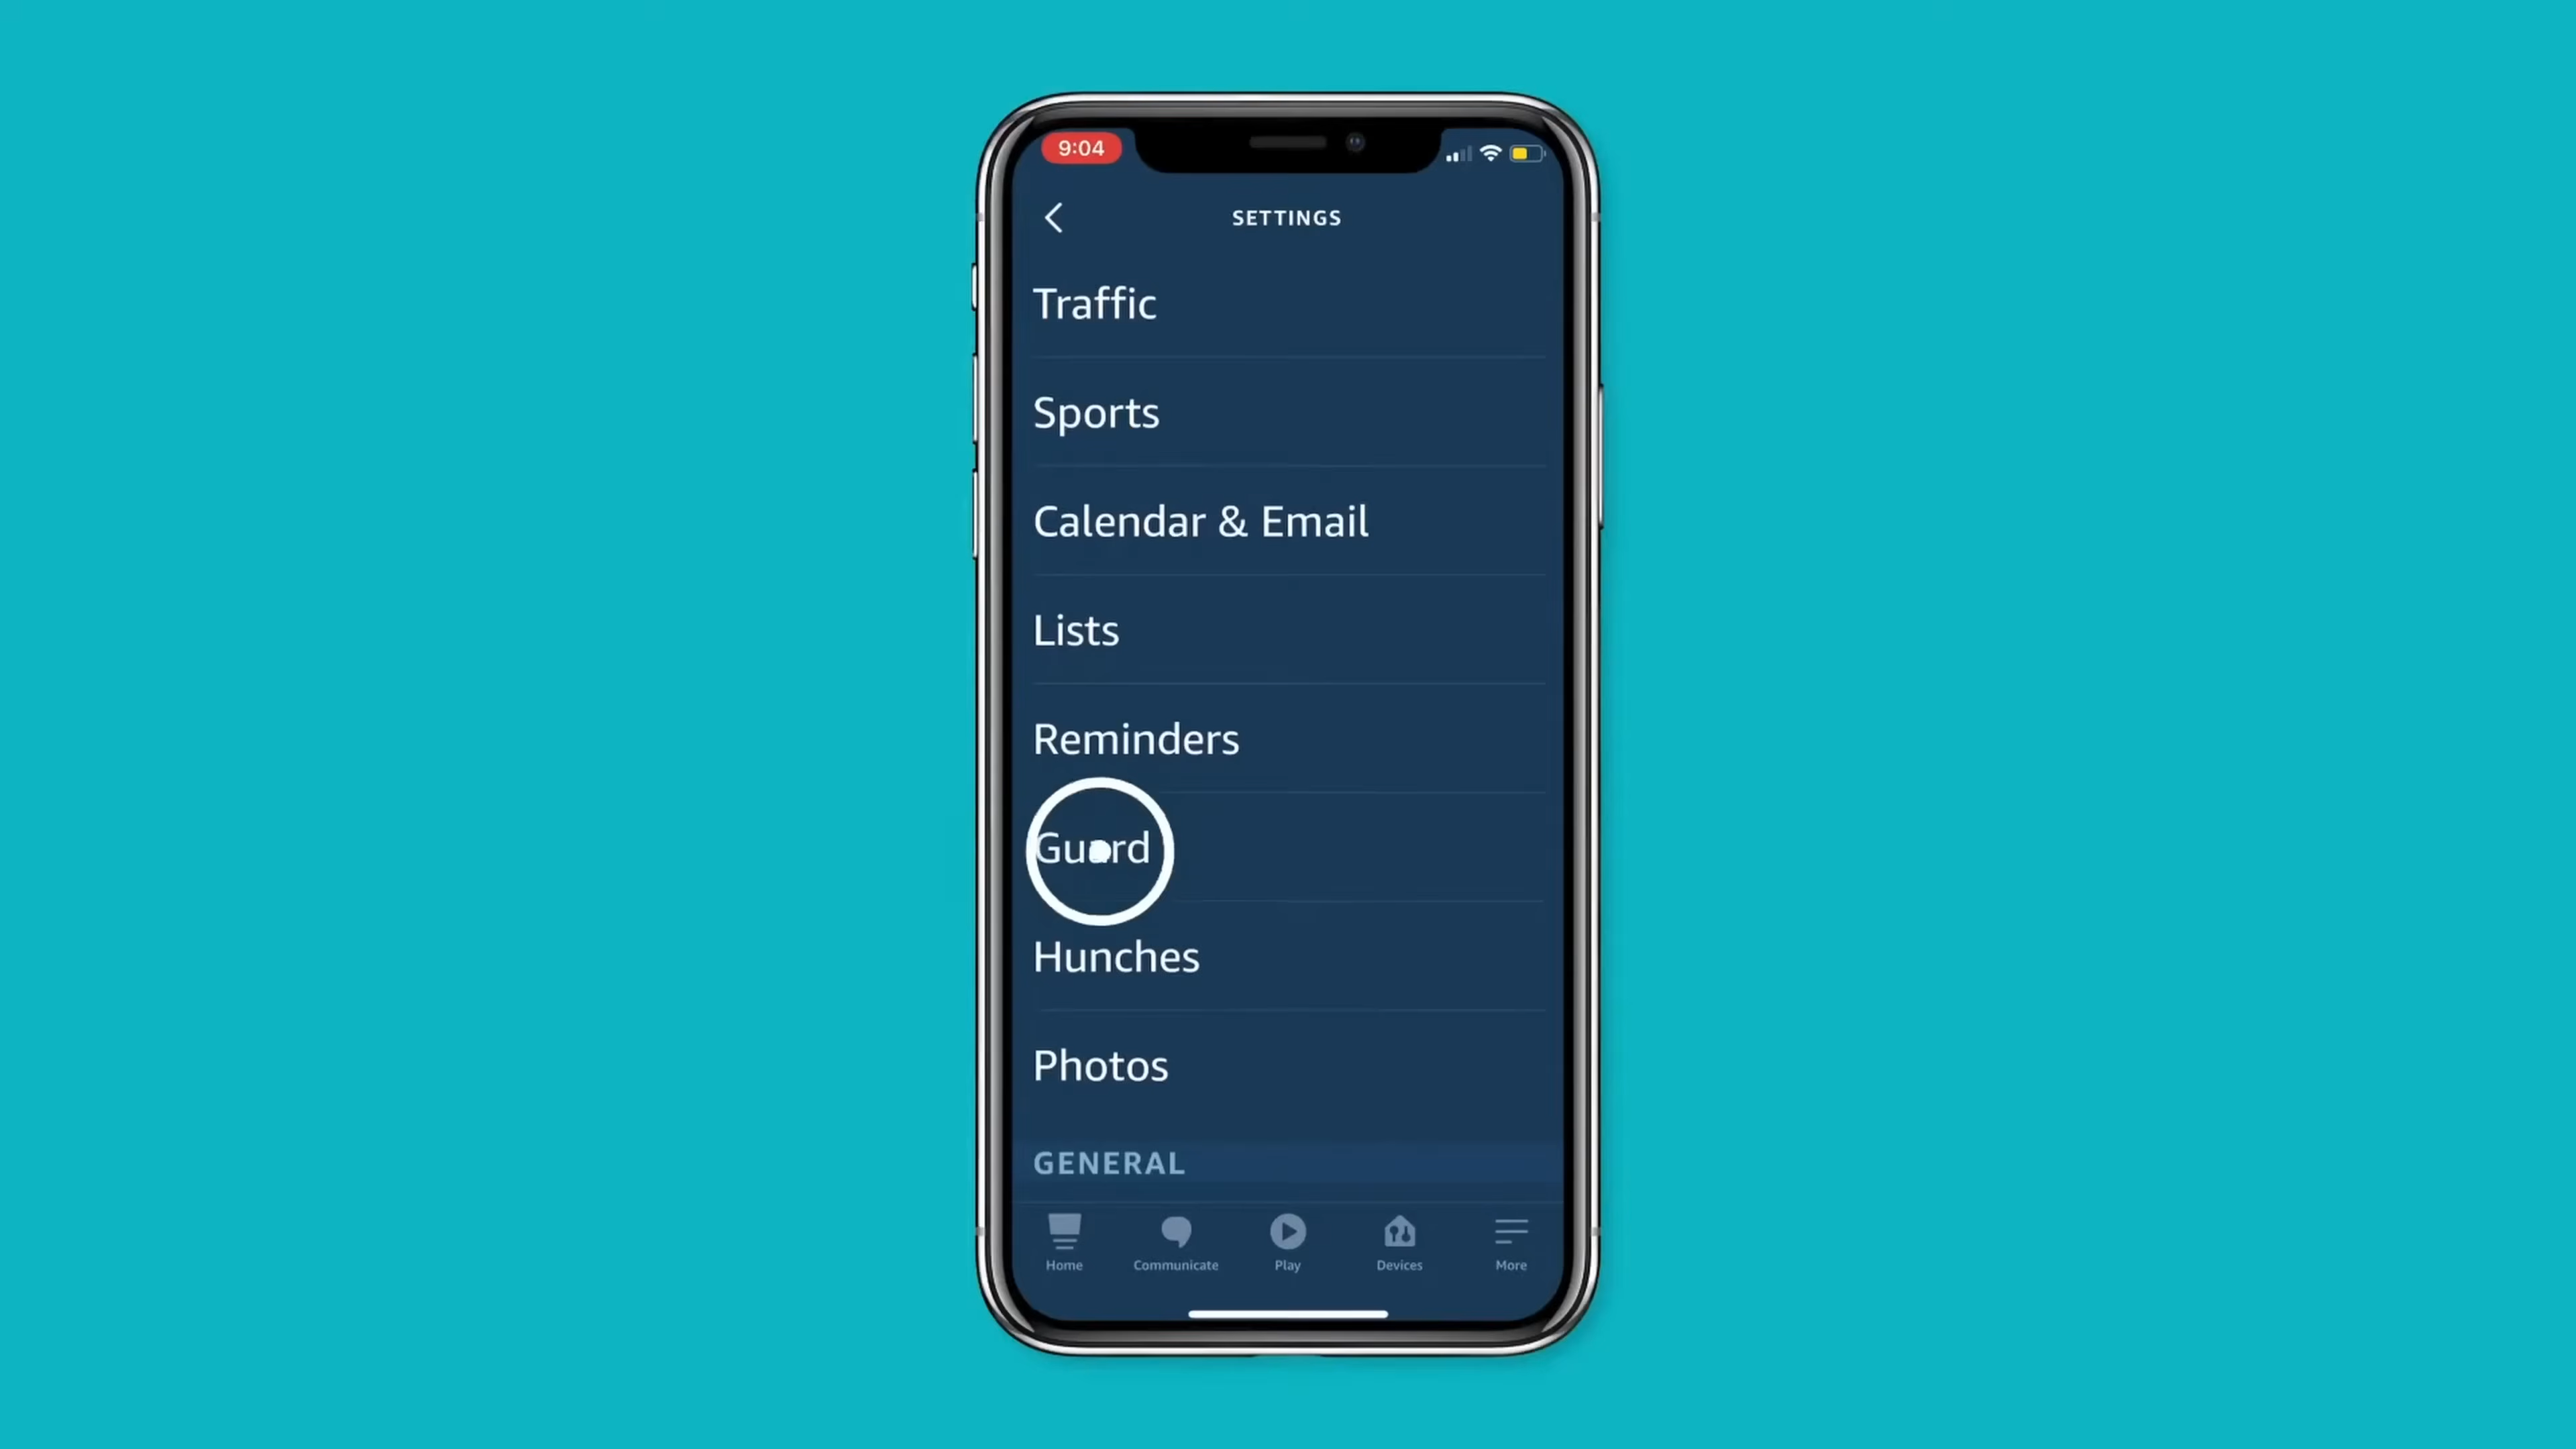 9:04
SETTINGS
Traffic
Sports
Calendar & Email
Lists
Reminders
Guard
Hunches
Photos
GENERAL
Home Communicate Play Devices More